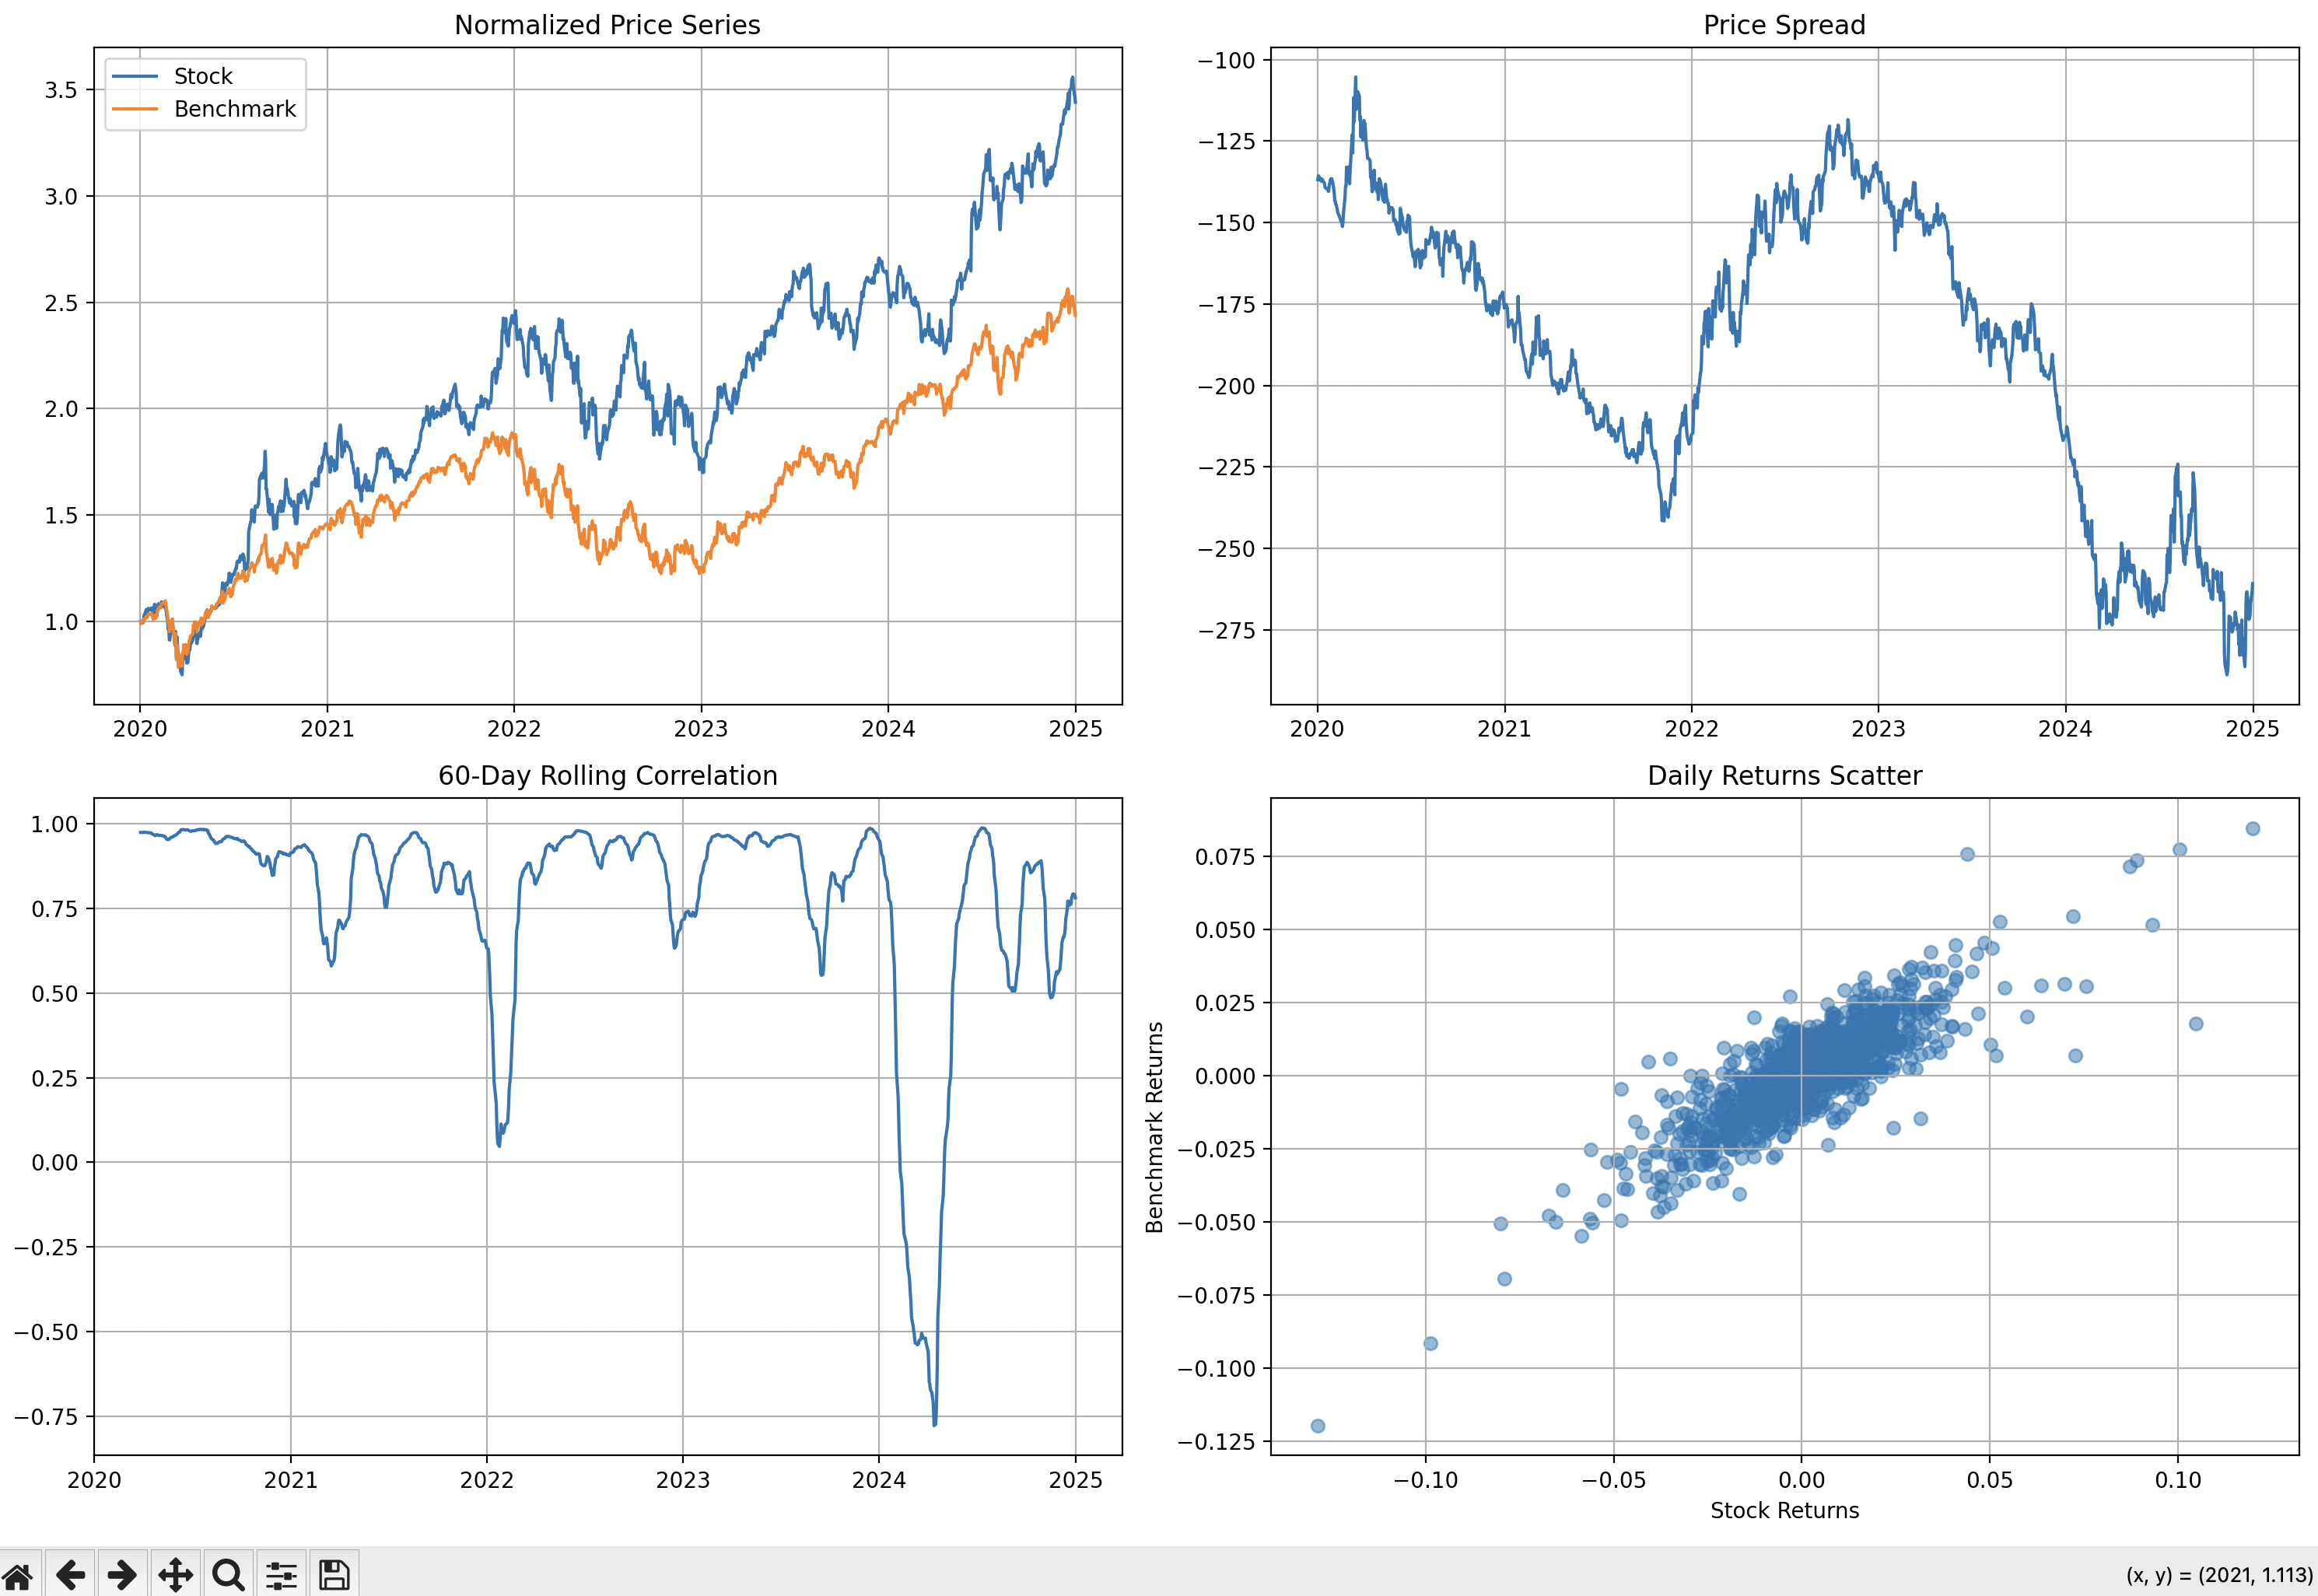 Normalized Price Series
Stock
Benchmark
3.5
3.0
2.5
2.0
1.5
1.0
2020 2021 2022 2023 2024 2025
Price Spread
−100
−125
−150
−175
−200
−225
−250
−275
2020 2021 2022 2023 2024 2025
60-Day Rolling Correlation
1.00
0.75
0.50
0.25
0.00
−0.25
−0.50
−0.75
2020 2021 2022 2023 2024 2025
Daily Returns Scatter
Benchmark Returns
0.075
0.050
0.025
0.000
−0.025
−0.050
−0.075
−0.100
−0.125
−0.10 −0.05 0.00 0.05 0.10
Stock Returns
(x, y) = (2021, 1.113)